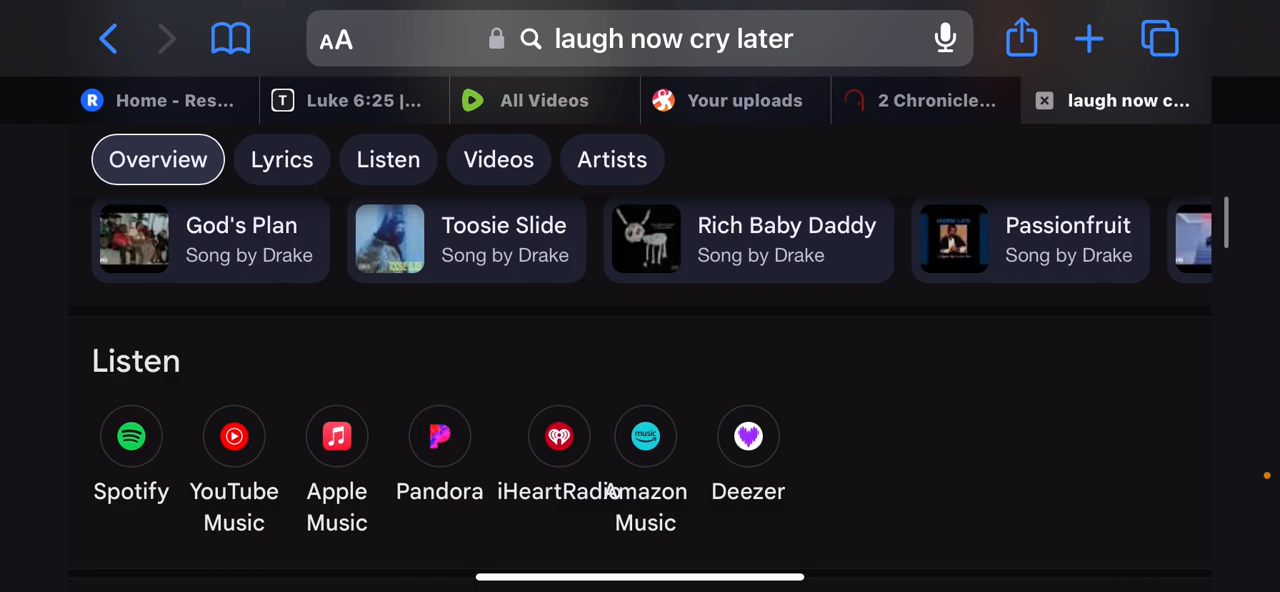 AA laugh now cry later
R Home - Res... T Luke 6:25 |... All Videos Your uploads 2 Chronicle... laugh now c...
Overview Lyrics Listen Videos Artists
God's Plan Toosie Slide Rich Baby Daddy Passionfruit
Song by Drake Song by Drake Song by Drake Song by Drake
Listen
Spotify YouTube Music Apple Music Pandora iHeartRadio Amazon Music Deezer